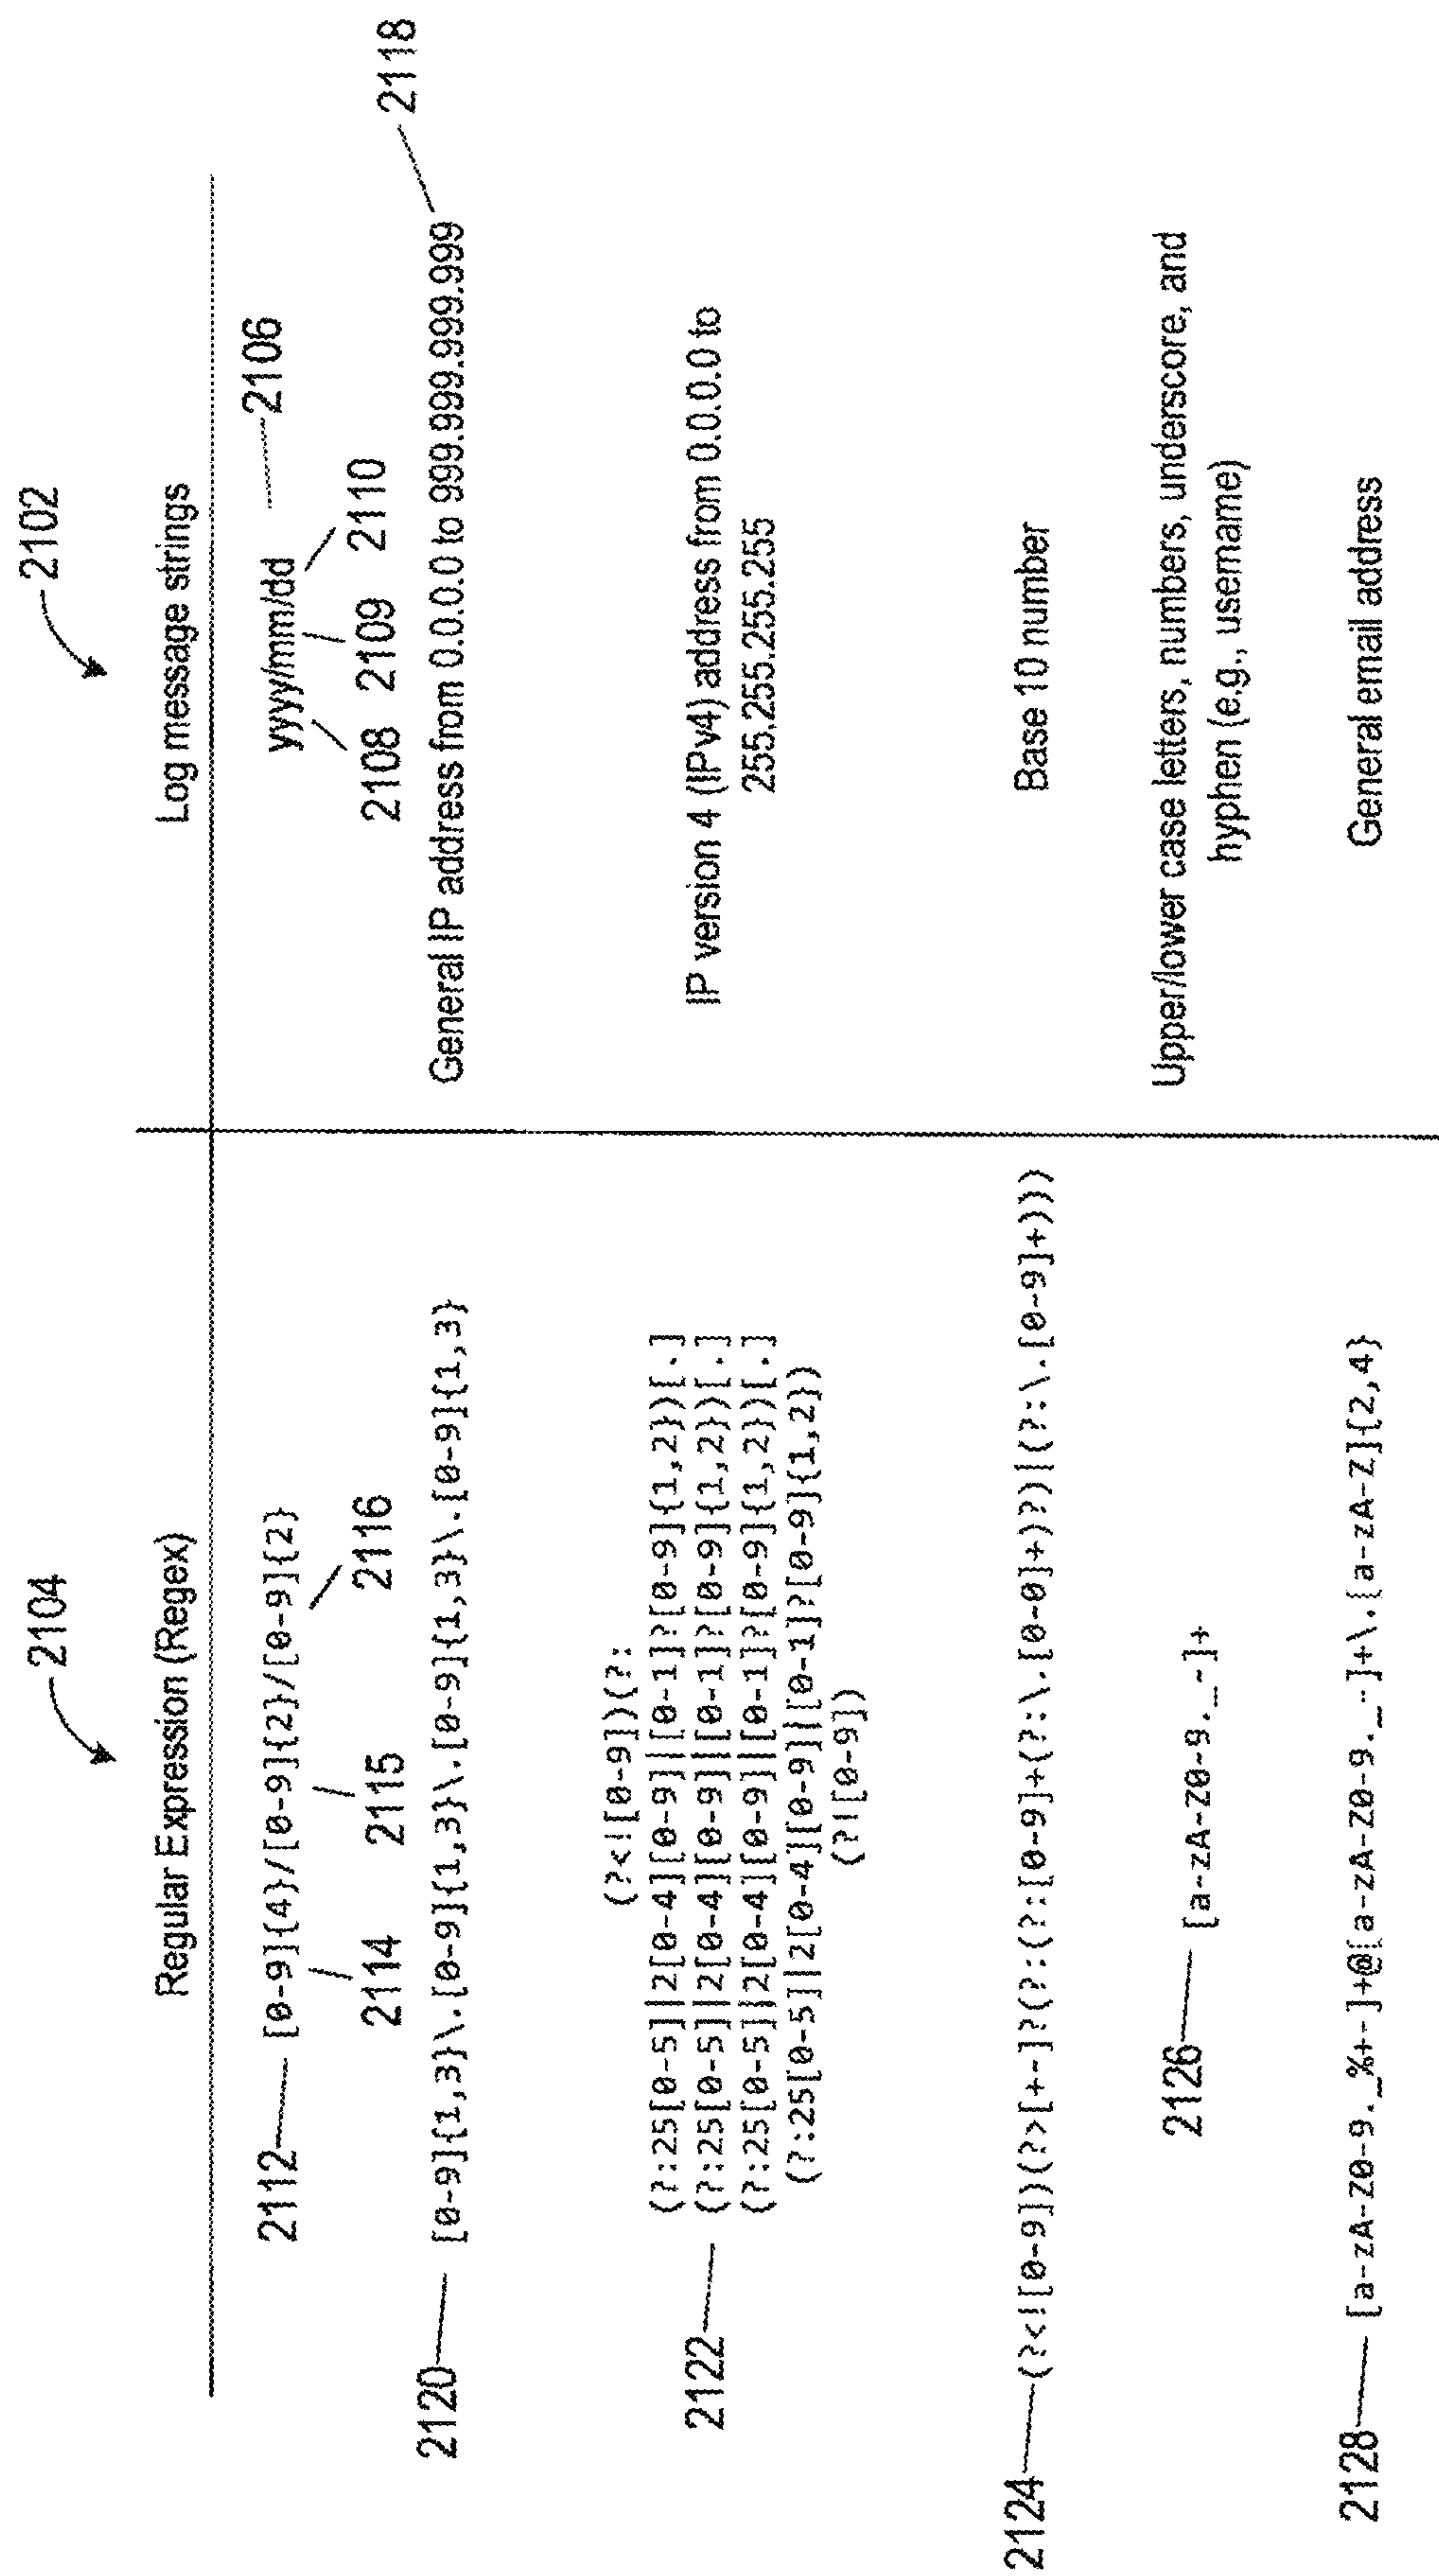 2104
2102
Regular Expression (Regex)
Log message strings
2112
[0-9]{4}/[0-9]{2}/[0-9]{2}
yyyy/mm/dd
2106
2114
2115
2116
2108
2109
2110
2120
[0-9]{1,3}\.[0-9]{1,3}\.[0-9]{1,3}\.[0-9]{1,3}
General IP address from 0.0.0.0 to 999.999.999.999
2118
(?<![0-9])(?:
(?:25[0-5]|2[0-4][0-9]|[0-1]?[0-9]{1,2})[.]
2122
(?:25[0-5]|2[0-4][0-9]|[0-1]?[0-9]{1,2})[.]
(?:25[0-5]|2[0-4][0-9]|[0-1]?[0-9]{1,2})[.]
(?:25[0-5]|2[0-4][0-9]|[0-1]?[0-9]{1,2})
(?![0-9])
IP version 4 (IPv4) address from 0.0.0.0 to
255.255.255.255
2124
(?<![0-9])(?>[+-]?(?:(?:[0-9]+(?:\.[0-0]+)?)|(?:\.[0-9]+)))
Base 10 number
2126
[a-zA-Z0-9._-]+
Upper/lower case letters, numbers, underscore, and
hyphen (e.g., username)
2128
[a-zA-Z0-9._%+-]+@[a-zA-Z0-9._-]+\.[a-zA-Z]{2,4}
General email address